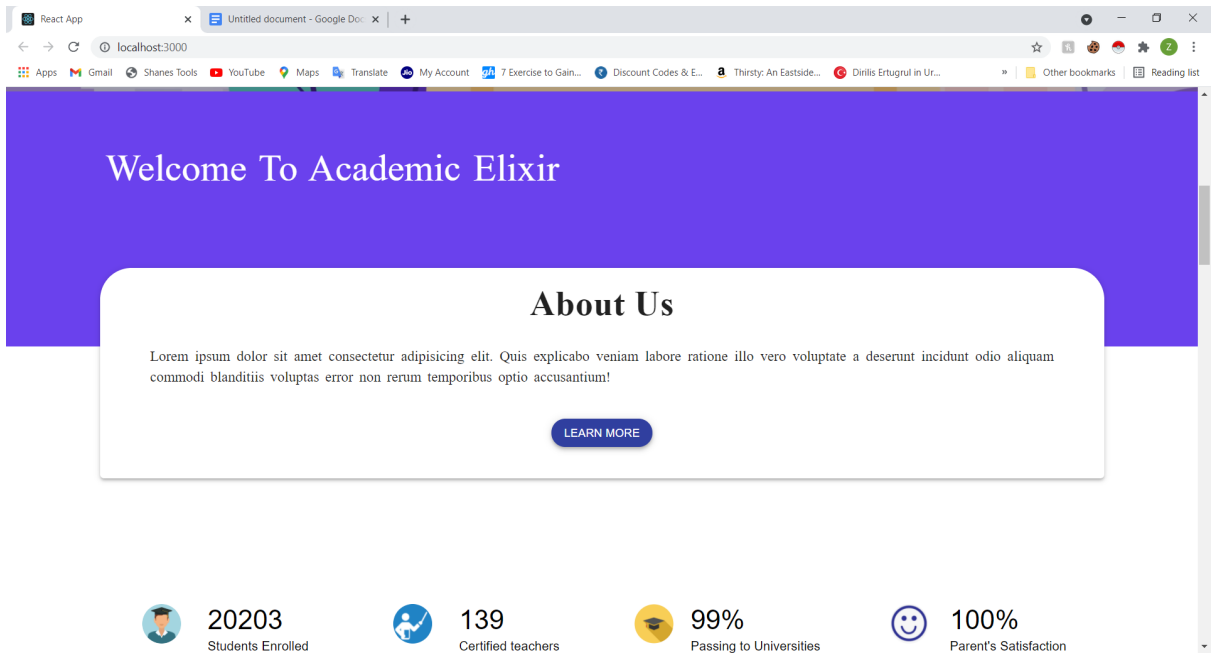 React App
Untitled document - Google Doc
localhost:3000
Z
Apps Gmail Shanes Tools YouTube Maps Translate Jio My Account gh 7 Exercise to Gain... Discount Codes & E... a Thirsty: An Eastside... Dirilis Ertugrul in Ur... » Other bookmarks Reading list
Welcome To Academic Elixir
About Us
Lorem ipsum dolor sit amet consectetur adipisicing elit. Quis explicabo veniam labore ratione illo vero voluptate a deserunt incidunt odio aliquam
commodi blanditiis voluptas error non rerum temporibus optio accusantium!
LEARN MORE
20203 139 99% 100%
Students Enrolled Certified teachers Passing to Universities Parent's Satisfaction